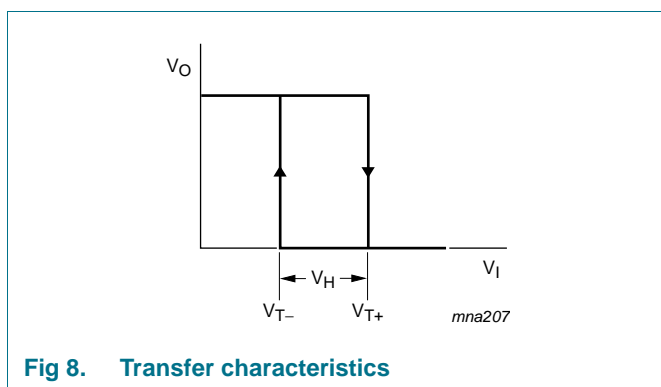 VO
VH
VI
VT−
VT+
mna207
Fig 8. Transfer characteristics